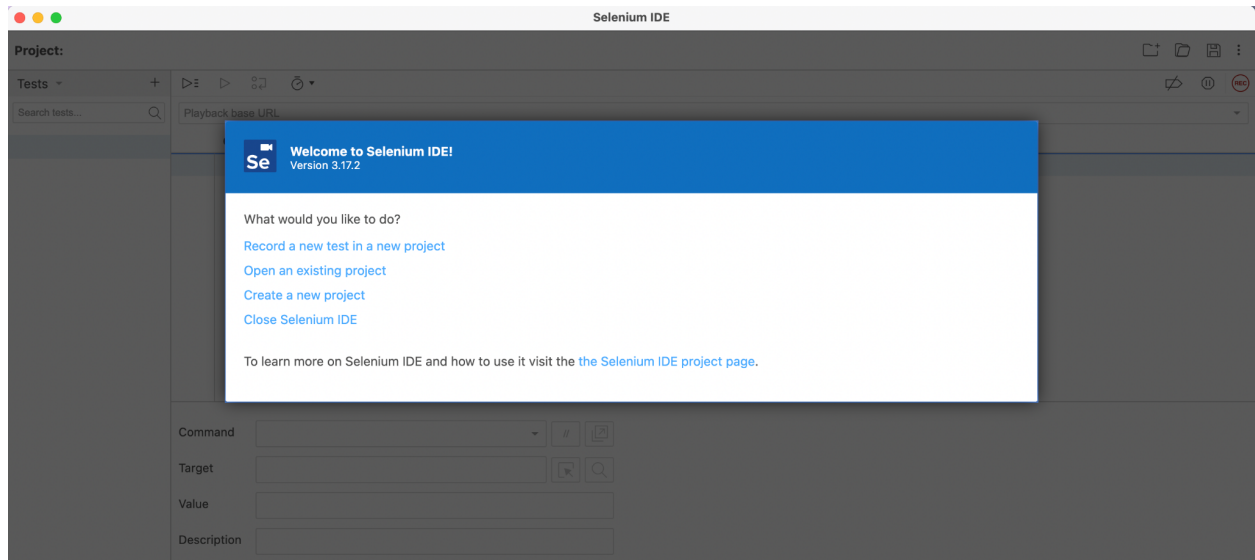 Selenium IDE
Project:
Tests
Search tests...
REC
Playback base URL
Se
Welcome to Selenium IDE!
Version 3.17.2
What would you like to do?
Record a new test in a new project
Open an existing project
Create a new project
Close Selenium IDE
To learn more on Selenium IDE and how to use it visit the the Selenium IDE project page.
Command
//
Target
Value
Description